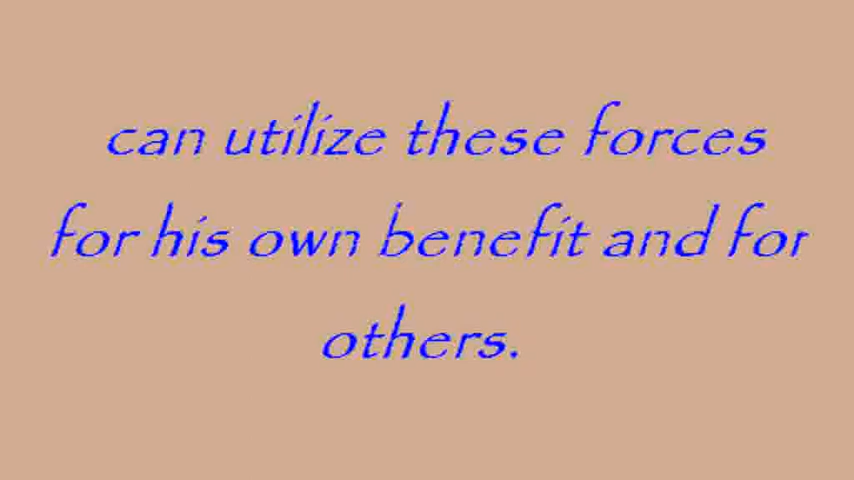 can utilize these forces
for his own benefit and for
others.